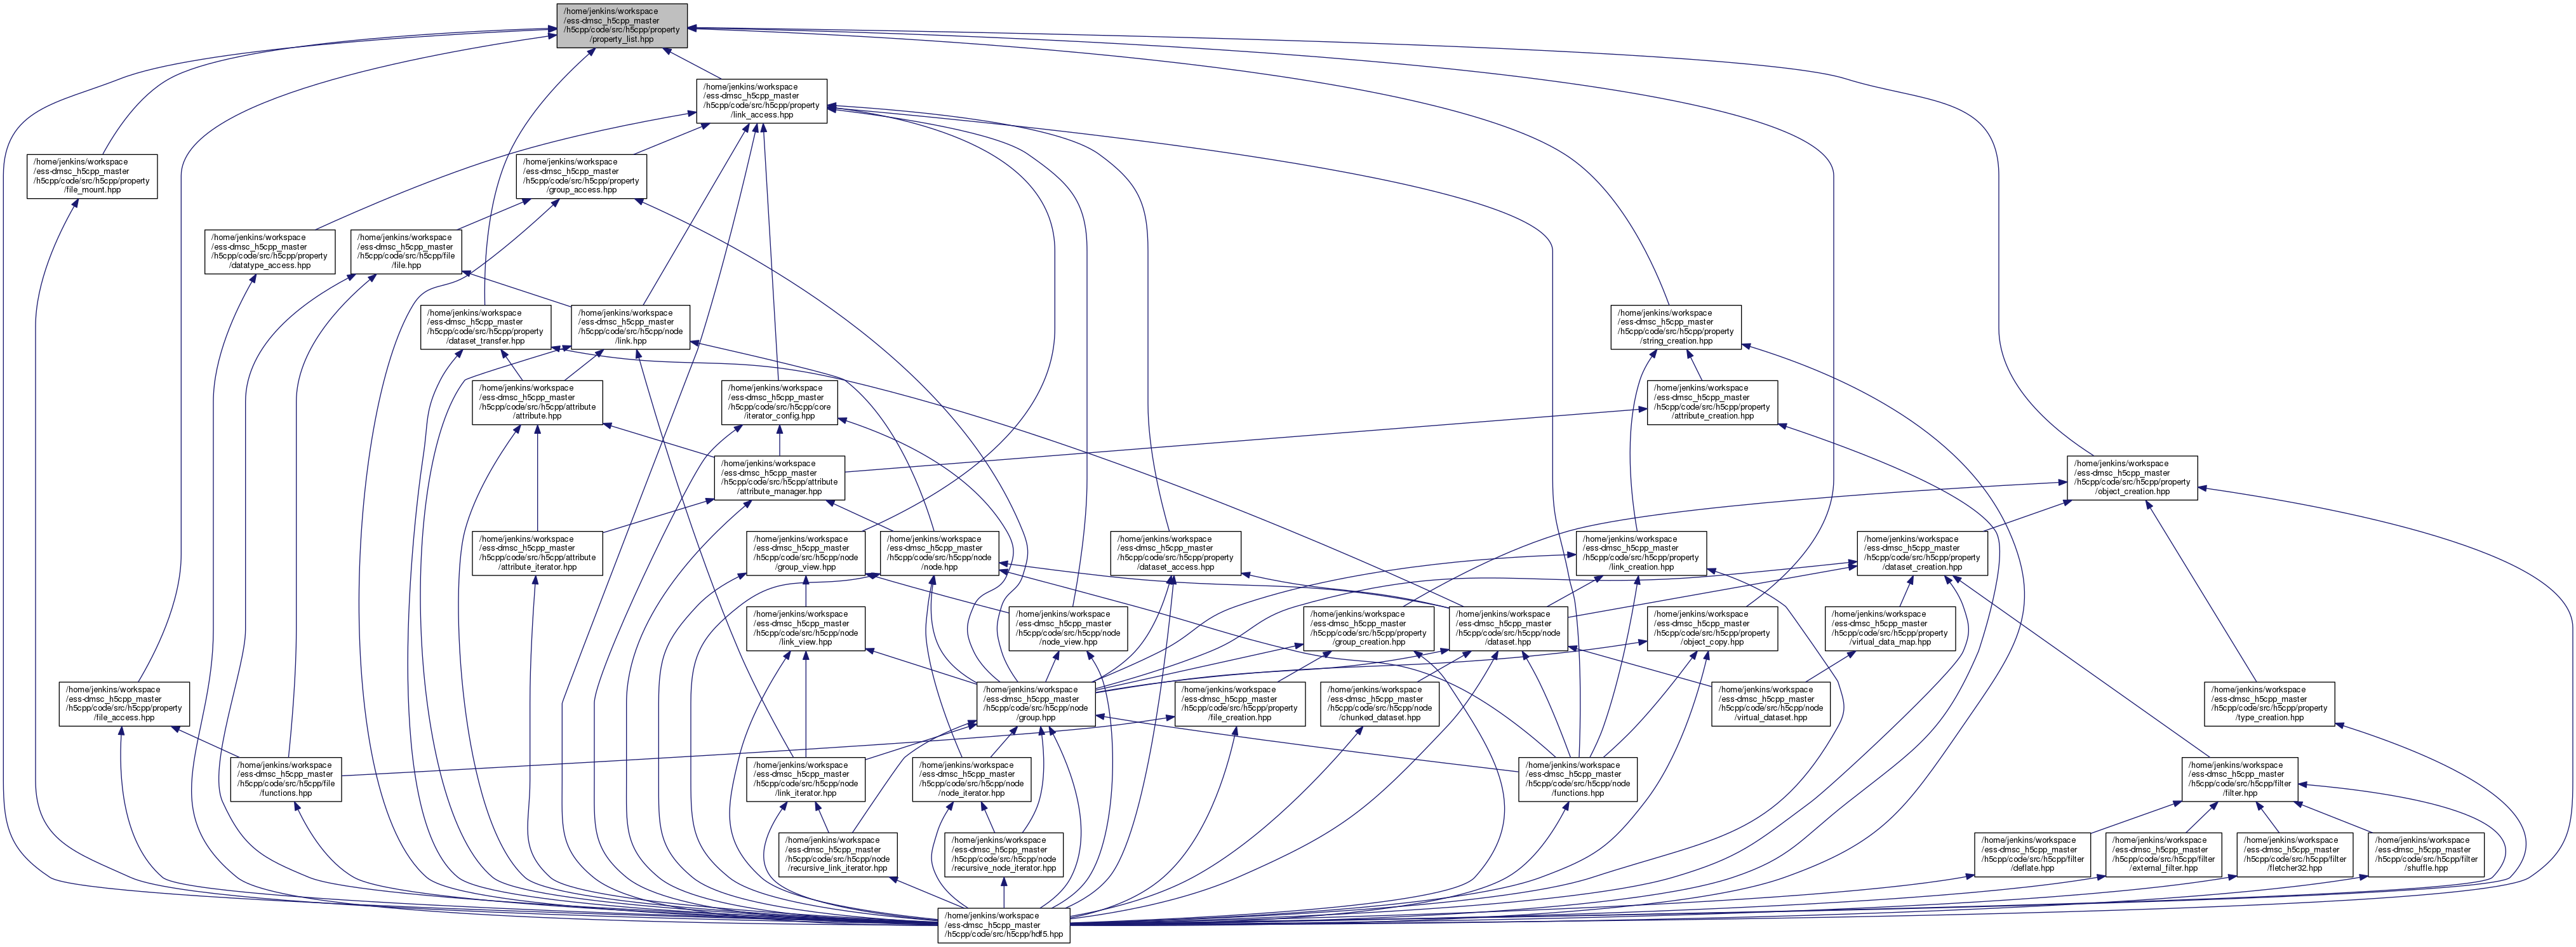 /home/jenkins/workspace
/ess-dmsc_h5cpp_master
/h5cpp/code/src/h5cpp/property
/property_list.hpp
/home/jenkins/workspace
/ess-dmsc_h5cpp_master
/h5cpp/code/src/h5cpp/property
/link_access.hpp
/home/jenkins/workspace
/ess-dmsc_h5cpp_master
/h5cpp/code/src/h5cpp/property
/file_mount.hpp
/home/jenkins/workspace
/ess-dmsc_h5cpp_master
/h5cpp/code/src/h5cpp/property
/group_access.hpp
/home/jenkins/workspace
/ess-dmsc_h5cpp_master
/h5cpp/code/src/h5cpp/property
/datatype_access.hpp
/home/jenkins/workspace
/ess-dmsc_h5cpp_master
/h5cpp/code/src/h5cpp/file
/file.hpp
/home/jenkins/workspace
/ess-dmsc_h5cpp_master
/h5cpp/code/src/h5cpp/property
/dataset_transfer.hpp
/home/jenkins/workspace
/ess-dmsc_h5cpp_master
/h5cpp/code/src/h5cpp/node
/link.hpp
/home/jenkins/workspace
/ess-dmsc_h5cpp_master
/h5cpp/code/src/h5cpp/property
/string_creation.hpp
/home/jenkins/workspace
/ess-dmsc_h5cpp_master
/h5cpp/code/src/h5cpp/attribute
/attribute.hpp
/home/jenkins/workspace
/ess-dmsc_h5cpp_master
/h5cpp/code/src/h5cpp/core
/iterator_config.hpp
/home/jenkins/workspace
/ess-dmsc_h5cpp_master
/h5cpp/code/src/h5cpp/property
/attribute_creation.hpp
/home/jenkins/workspace
/ess-dmsc_h5cpp_master
/h5cpp/code/src/h5cpp/attribute
/attribute_manager.hpp
/home/jenkins/workspace
/ess-dmsc_h5cpp_master
/h5cpp/code/src/h5cpp/property
/object_creation.hpp
/home/jenkins/workspace
/ess-dmsc_h5cpp_master
/h5cpp/code/src/h5cpp/attribute
/attribute_iterator.hpp
/home/jenkins/workspace
/ess-dmsc_h5cpp_master
/h5cpp/code/src/h5cpp/node
/group_view.hpp
/home/jenkins/workspace
/ess-dmsc_h5cpp_master
/h5cpp/code/src/h5cpp/node
/node.hpp
/home/jenkins/workspace
/ess-dmsc_h5cpp_master
/h5cpp/code/src/h5cpp/property
/dataset_access.hpp
/home/jenkins/workspace
/ess-dmsc_h5cpp_master
/h5cpp/code/src/h5cpp/property
/link_creation.hpp
/home/jenkins/workspace
/ess-dmsc_h5cpp_master
/h5cpp/code/src/h5cpp/property
/dataset_creation.hpp
/home/jenkins/workspace
/ess-dmsc_h5cpp_master
/h5cpp/code/src/h5cpp/node
/link_view.hpp
/home/jenkins/workspace
/ess-dmsc_h5cpp_master
/h5cpp/code/src/h5cpp/node
/node_view.hpp
/home/jenkins/workspace
/ess-dmsc_h5cpp_master
/h5cpp/code/src/h5cpp/property
/group_creation.hpp
/home/jenkins/workspace
/ess-dmsc_h5cpp_master
/h5cpp/code/src/h5cpp/node
/dataset.hpp
/home/jenkins/workspace
/ess-dmsc_h5cpp_master
/h5cpp/code/src/h5cpp/property
/object_copy.hpp
/home/jenkins/workspace
/ess-dmsc_h5cpp_master
/h5cpp/code/src/h5cpp/property
/virtual_data_map.hpp
/home/jenkins/workspace
/ess-dmsc_h5cpp_master
/h5cpp/code/src/h5cpp/property
/file_access.hpp
/home/jenkins/workspace
/ess-dmsc_h5cpp_master
/h5cpp/code/src/h5cpp/node
/group.hpp
/home/jenkins/workspace
/ess-dmsc_h5cpp_master
/h5cpp/code/src/h5cpp/property
/file_creation.hpp
/home/jenkins/workspace
/ess-dmsc_h5cpp_master
/h5cpp/code/src/h5cpp/node
/chunked_dataset.hpp
/home/jenkins/workspace
/ess-dmsc_h5cpp_master
/h5cpp/code/src/h5cpp/node
/virtual_dataset.hpp
/home/jenkins/workspace
/ess-dmsc_h5cpp_master
/h5cpp/code/src/h5cpp/property
/type_creation.hpp
/home/jenkins/workspace
/ess-dmsc_h5cpp_master
/h5cpp/code/src/h5cpp/file
/functions.hpp
/home/jenkins/workspace
/ess-dmsc_h5cpp_master
/h5cpp/code/src/h5cpp/node
/link_iterator.hpp
/home/jenkins/workspace
/ess-dmsc_h5cpp_master
/h5cpp/code/src/h5cpp/node
/node_iterator.hpp
/home/jenkins/workspace
/ess-dmsc_h5cpp_master
/h5cpp/code/src/h5cpp/node
/functions.hpp
/home/jenkins/workspace
/ess-dmsc_h5cpp_master
/h5cpp/code/src/h5cpp/filter
/filter.hpp
/home/jenkins/workspace
/ess-dmsc_h5cpp_master
/h5cpp/code/src/h5cpp/node
/recursive_link_iterator.hpp
/home/jenkins/workspace
/ess-dmsc_h5cpp_master
/h5cpp/code/src/h5cpp/node
/recursive_node_iterator.hpp
/home/jenkins/workspace
/ess-dmsc_h5cpp_master
/h5cpp/code/src/h5cpp/filter
/deflate.hpp
/home/jenkins/workspace
/ess-dmsc_h5cpp_master
/h5cpp/code/src/h5cpp/filter
/external_filter.hpp
/home/jenkins/workspace
/ess-dmsc_h5cpp_master
/h5cpp/code/src/h5cpp/filter
/fletcher32.hpp
/home/jenkins/workspace
/ess-dmsc_h5cpp_master
/h5cpp/code/src/h5cpp/filter
/shuffle.hpp
/home/jenkins/workspace
/ess-dmsc_h5cpp_master
/h5cpp/code/src/h5cpp/hdf5.hpp